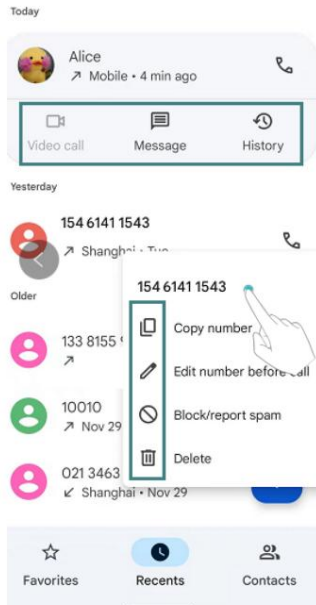 Today
Alice
Mobile • 4 min ago
Video call Message History
Yesterday
154 6141 1543
Shanghai • Tue
154 6141 1543
Older
Copy number
133 8155
Edit number before call
10010
Nov 29
Block/report spam
021 3463
Delete
Shanghai • Nov 29
Favorites Recents Contacts